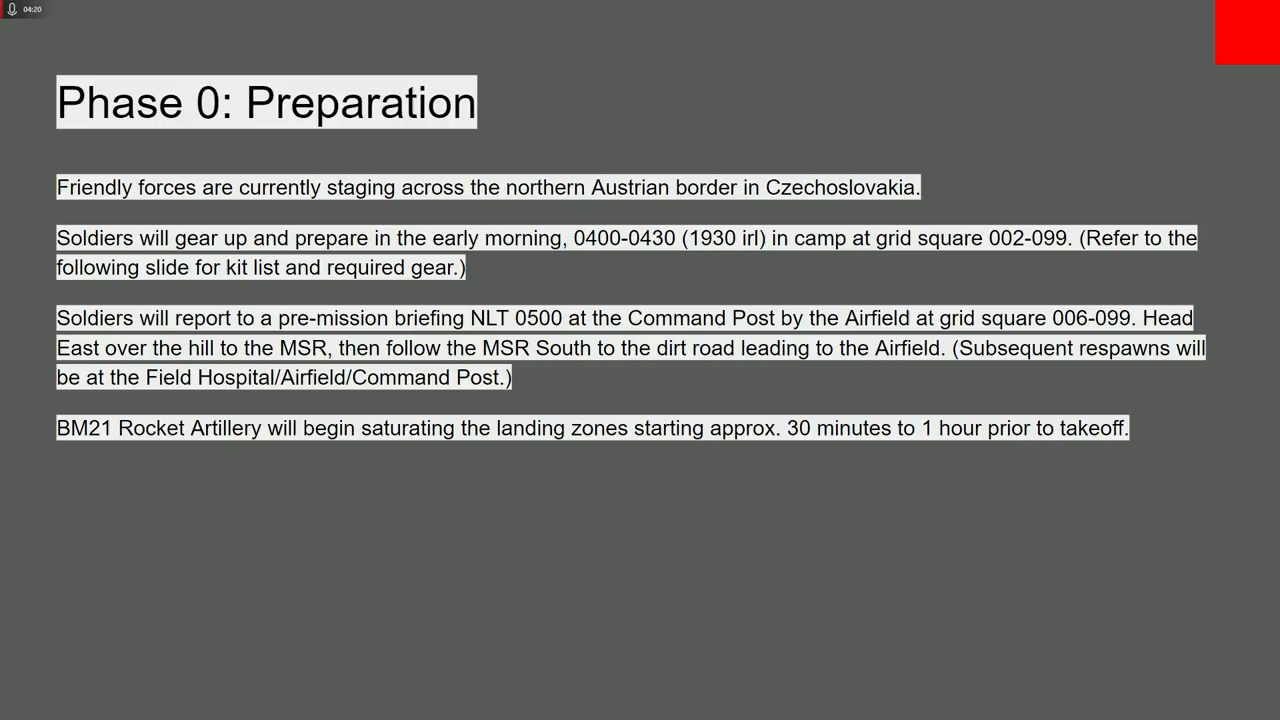 04:20
Phase 0: Preparation
Friendly forces are currently staging across the northern Austrian border in Czechoslovakia.
Soldiers will gear up and prepare in the early morning, 0400-0430 (1930 irl) in camp at grid square 002-099. (Refer to the
following slide for kit list and required gear.)
Soldiers will report to a pre-mission briefing NLT 0500 at the Command Post by the Airfield at grid square 006-099. Head
East over the hill to the MSR, then follow the MSR South to the dirt road leading to the Airfield. (Subsequent respawns will
be at the Field Hospital/Airfield/Command Post.)
BM21 Rocket Artillery will begin saturating the landing zones starting approx. 30 minutes to 1 hour prior to takeoff.